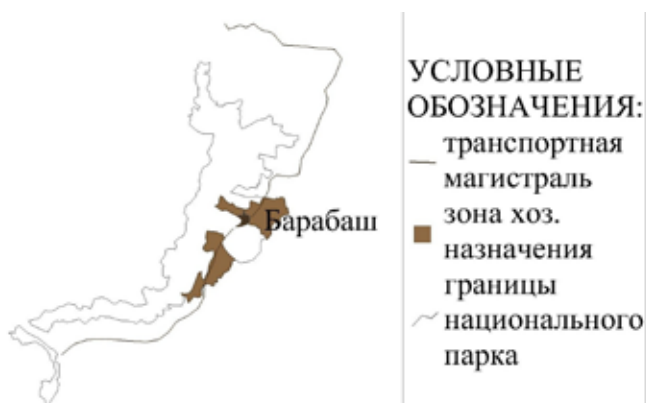 Барабаш
УСЛОВНЫЕ
ОБОЗНАЧЕНИЯ:
транспортная
магистраль
зона хоз.
назначения
границы
национального
парка